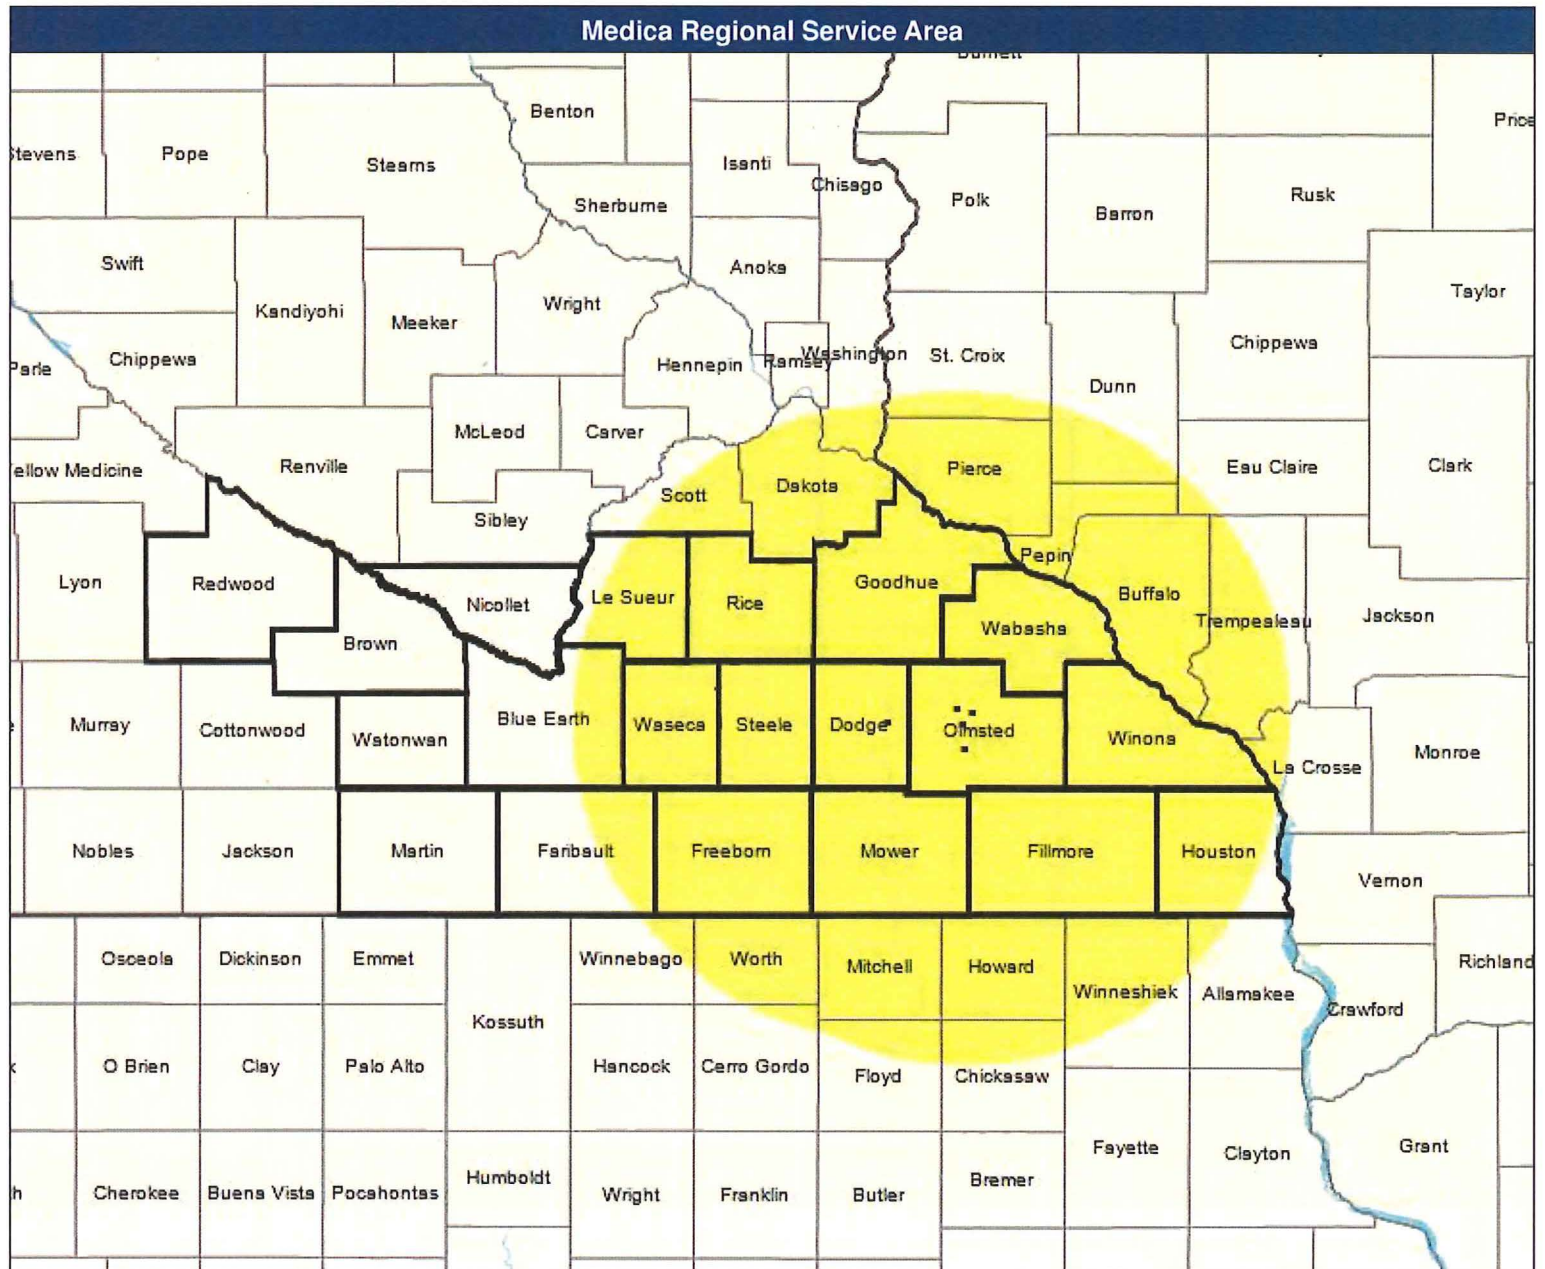 Medica Regional Service Area
Benton
Price
Stevens
Pope
Stearns
Isanti
Chisago
Polk
Barron
Rusk
Sherburne
Swift
Anoka
Kandiyohi
Meeker
Wright
Taylor
Chippewa
Parle
Hennepin
Ramsey
Washington
St. Croix
Chippewa
Dunn
McLeod
Carver
ellow Medicine
Renville
Scott
Dakota
Pierce
Eau Claire
Clark
Sibley
Lyon
Redwood
Nicollet
Le Sueur
Rice
Goodhue
Pepin
Buffalo
Trempealeau
Jackson
Brown
Wabasha
Murray
Cottonwood
Watonwan
Blue Earth
Waseca
Steele
Dodge
Olmsted
Winona
La Crosse
Monroe
Nobles
Jackson
Martin
Faribault
Freeborn
Mower
Fillmore
Houston
Vernon
Osceola
Dickinson
Emmet
Winnebago
Worth
Mitchell
Howard
Winneshiek
Allamakee
Crawford
Richland
Kossuth
O Brien
Clay
Palo Alto
Hancock
Cerro Gordo
Floyd
Chickasaw
Fayette
Clayton
Grant
Cherokee
Buena Vista
Pocahontas
Humboldt
Wright
Franklin
Butler
Bremer